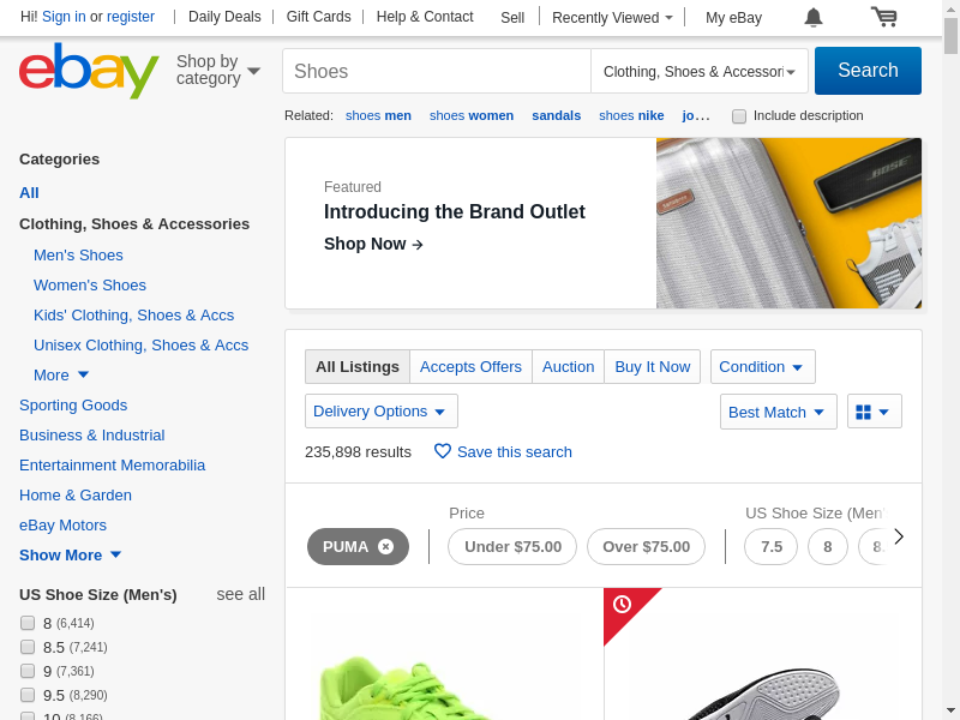 Hi! Sign in or register
Daily Deals
Gift Cards
Help & Contact
Sell
Recently Viewed
My eBay
ebay
Shop by
category
Shoes
Clothing, Shoes & Accessori
Search
Related: shoes men shoes women sandals shoes nike jo...
Include description
Categories
All
Clothing, Shoes & Accessories
Men's Shoes
Women's Shoes
Kids' Clothing, Shoes & Accs
Unisex Clothing, Shoes & Accs
More
Sporting Goods
Business & Industrial
Entertainment Memorabilia
Home & Garden
eBay Motors
Show More
US Shoe Size (Men's)
see all
8 (6,414)
8.5 (7,241)
9 (7,361)
9.5 (8,290)
10 (8,166)
Featured
Introducing the Brand Outlet
Shop Now
BOSE
All Listings
Accepts Offers
Auction
Buy It Now
Condition
Delivery Options
Best Match
235,898 results
Save this search
Price
US Shoe Size (Men'
PUMA
Under $75.00
Over $75.00
7.5
8
8.